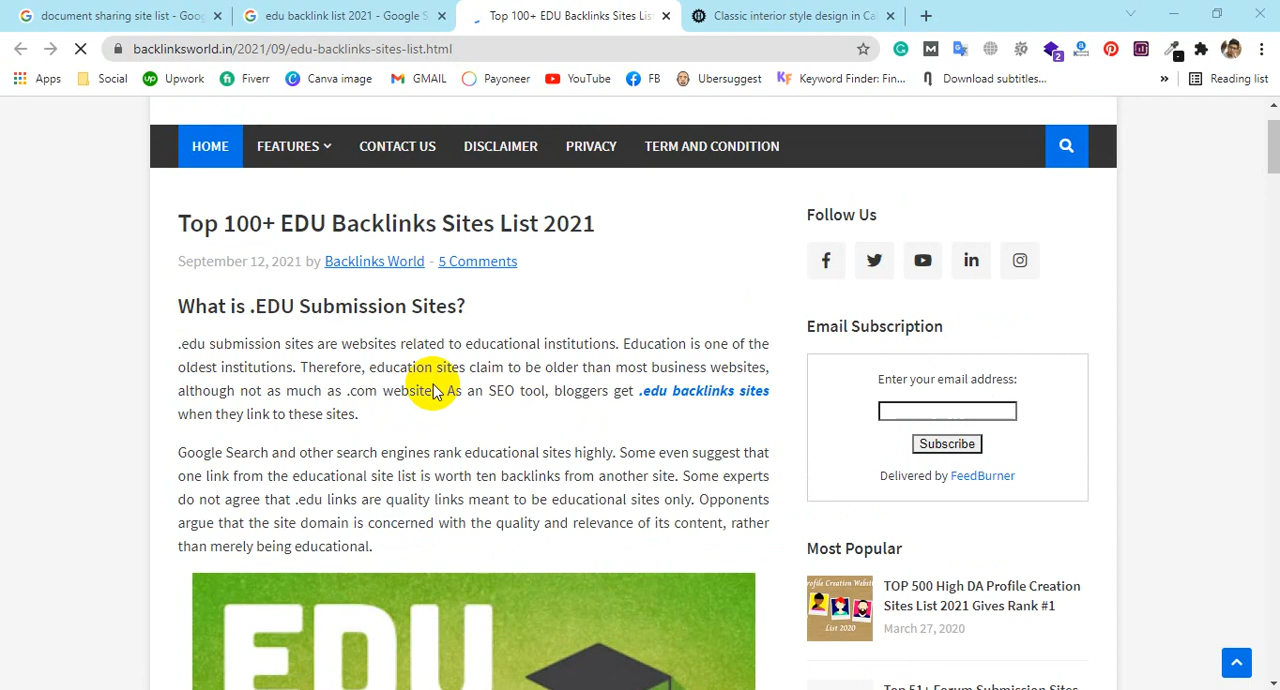 document sharing site list - Goo
edu backlink list 2021 - Google S
Top 100+ EDU Backlinks Sites List
Classic interior style design in Ca
backlinksworld.in/2021/09/edu-backlinks-sites-list.html
Apps
Social
Upwork
Fiverr
Canva image
GMAIL
Payoneer
YouTube
FB
Ubersuggest
Keyword Finder: Fin...
Download subtitles...
»
Reading list
HOME
FEATURES
CONTACT US
DISCLAIMER
PRIVACY
TERM AND CONDITION
Top 100+ EDU Backlinks Sites List 2021
September 12, 2021 by Backlinks World - 5 Comments
What is .EDU Submission Sites?
.edu submission sites are websites related to educational institutions. Education is one of the
oldest institutions. Therefore, education sites claim to be older than most business websites,
although not as much as .com website As an SEO tool, bloggers get .edu backlinks sites
when they link to these sites.
Google Search and other search engines rank educational sites highly. Some even suggest that
one link from the educational site list is worth ten backlinks from another site. Some experts
do not agree that .edu links are quality links meant to be educational sites only. Opponents
argue that the site domain is concerned with the quality and relevance of its content, rather
than merely being educational.
EDU
Follow Us
Email Subscription
Enter your email address:
Subscribe
Delivered by FeedBurner
Most Popular
TOP 500 High DA Profile Creation
Sites List 2021 Gives Rank #1
March 27, 2020
Top 51+ Forum Submission Sites